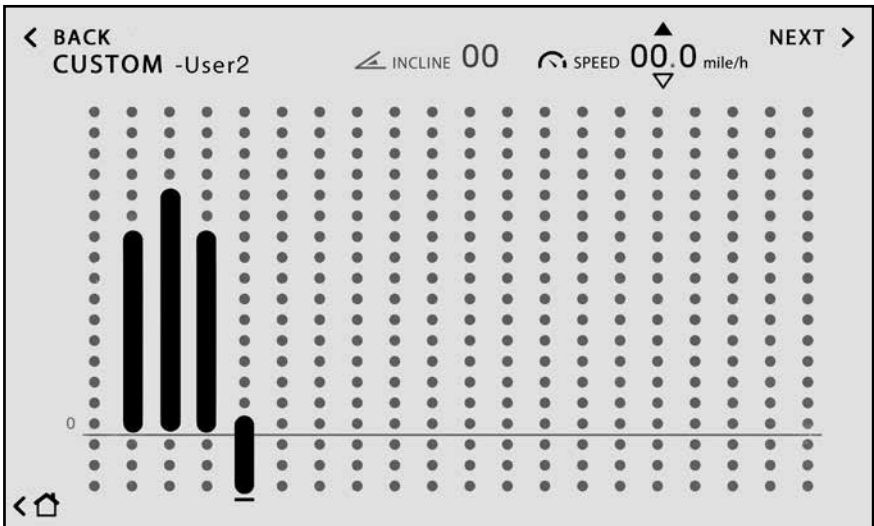 BACK
CUSTOM -User2
INCLINE 00
SPEED 00.0 mile/h
NEXT
0